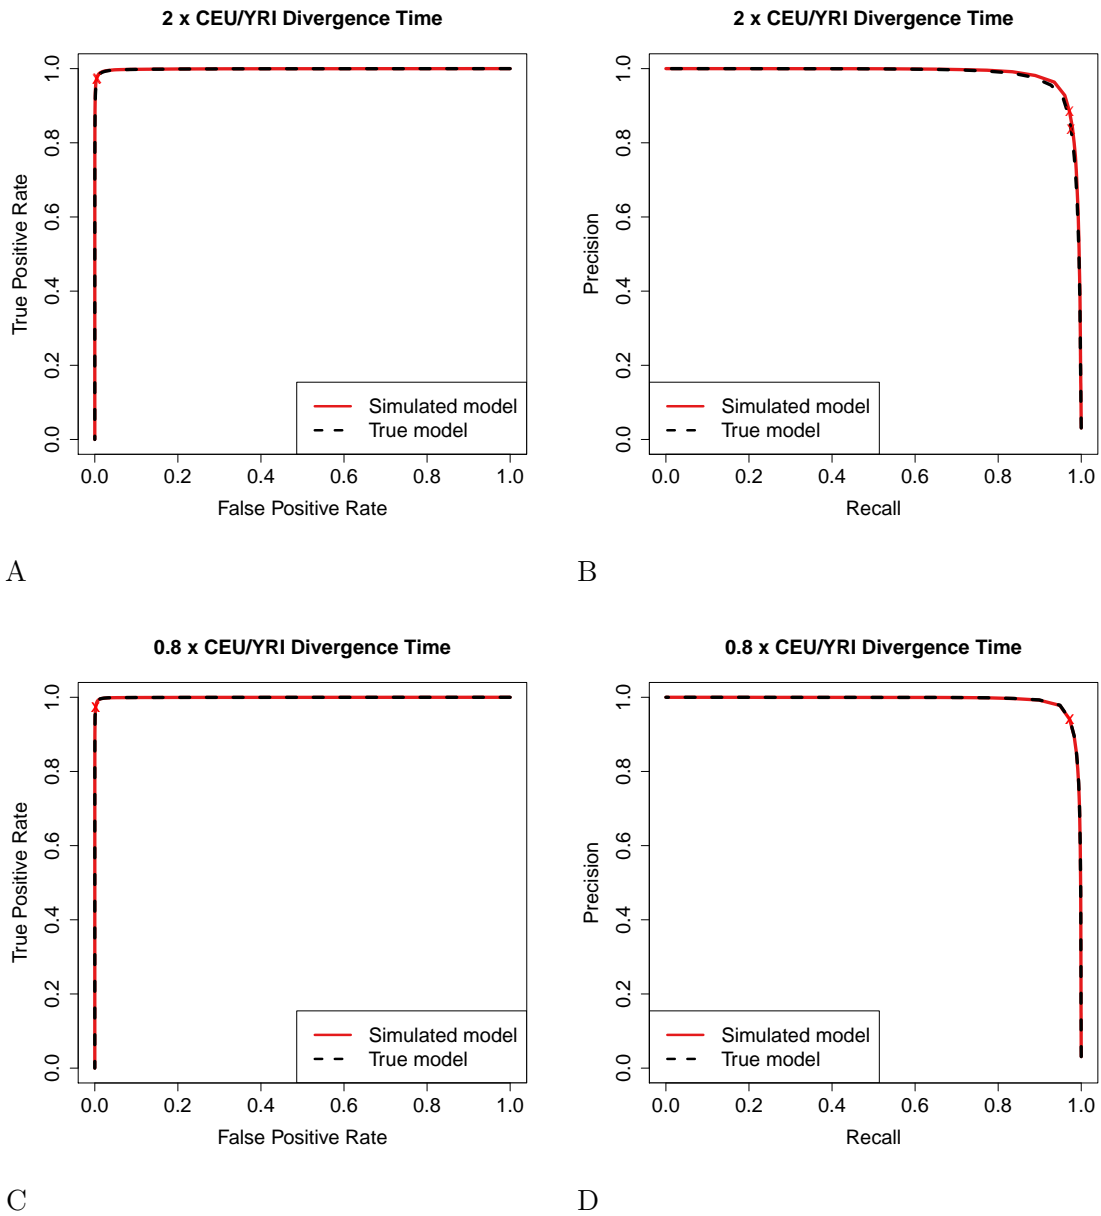 2 x CEU/YRI Divergence Time
True Positive Rate
1.0
0.8
0.6
0.4
0.2
0.0
Simulated model
True model
0.0 0.2 0.4 0.6 0.8 1.0
False Positive Rate
A
2 x CEU/YRI Divergence Time
Precision
1.0
0.8
0.6
0.4
0.2
0.0
Simulated model
True model
0.0 0.2 0.4 0.6 0.8 1.0
Recall
B
0.8 x CEU/YRI Divergence Time
True Positive Rate
1.0
0.8
0.6
0.4
0.2
0.0
Simulated model
True model
0.0 0.2 0.4 0.6 0.8 1.0
False Positive Rate
C
0.8 x CEU/YRI Divergence Time
Precision
1.0
0.8
0.6
0.4
0.2
0.0
Simulated model
True model
0.0 0.2 0.4 0.6 0.8 1.0
Recall
D